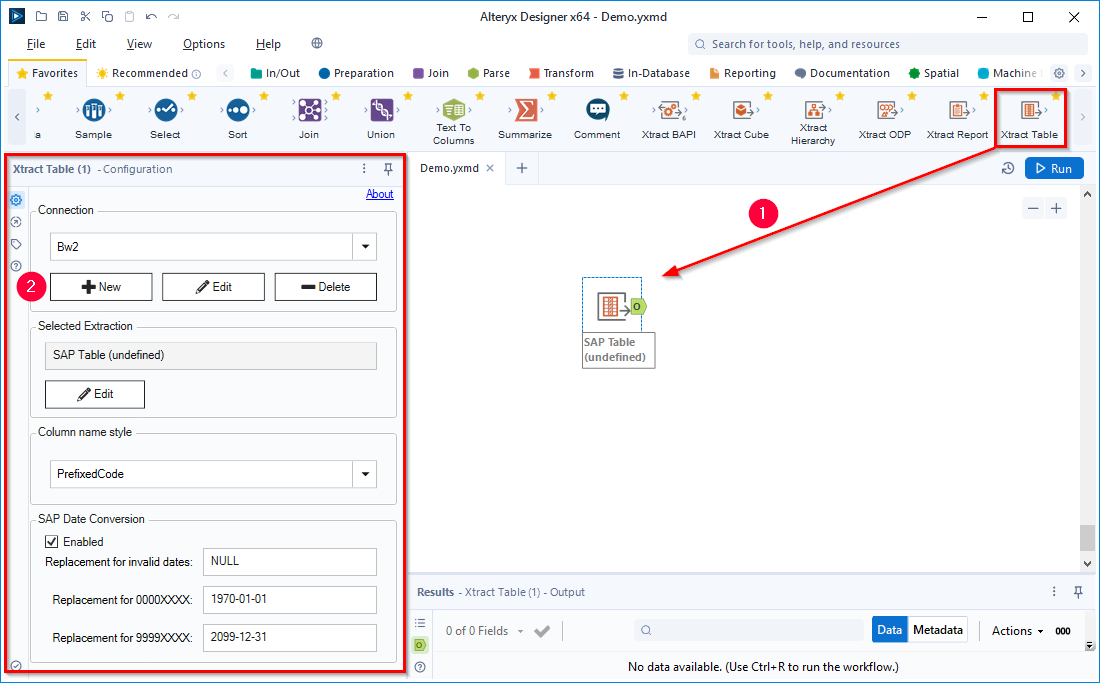 Alteryx Designer x64 - Demo.yxmd
File Edit View Options Help
Search for tools, help, and resources
Favorites Recommended In/Out Preparation Join Parse Transform In-Database Reporting Documentation Spatial Machine
a Sample Select Sort Join Union Text To Columns Summarize Comment Xtract BAPI Xtract Cube Xtract Hierarchy Xtract ODP Xtract Report Xtract Table
Xtract Table (1) - Configuration
About
Connection
Bw2
2
New Edit Delete
Selected Extraction
SAP Table (undefined)
Edit
Column name style
PrefixedCode
SAP Date Conversion
Enabled
Replacement for invalid dates: NULL
Replacement for 0000XXXX: 1970-01-01
Replacement for 9999XXXX: 2099-12-31
Demo.yxmd
Run
1
O
SAP Table
(undefined)
Results - Xtract Table (1) - Output
0 of 0 Fields
Data Metadata
Actions
000
O
No data available. (Use Ctrl+R to run the workflow.)